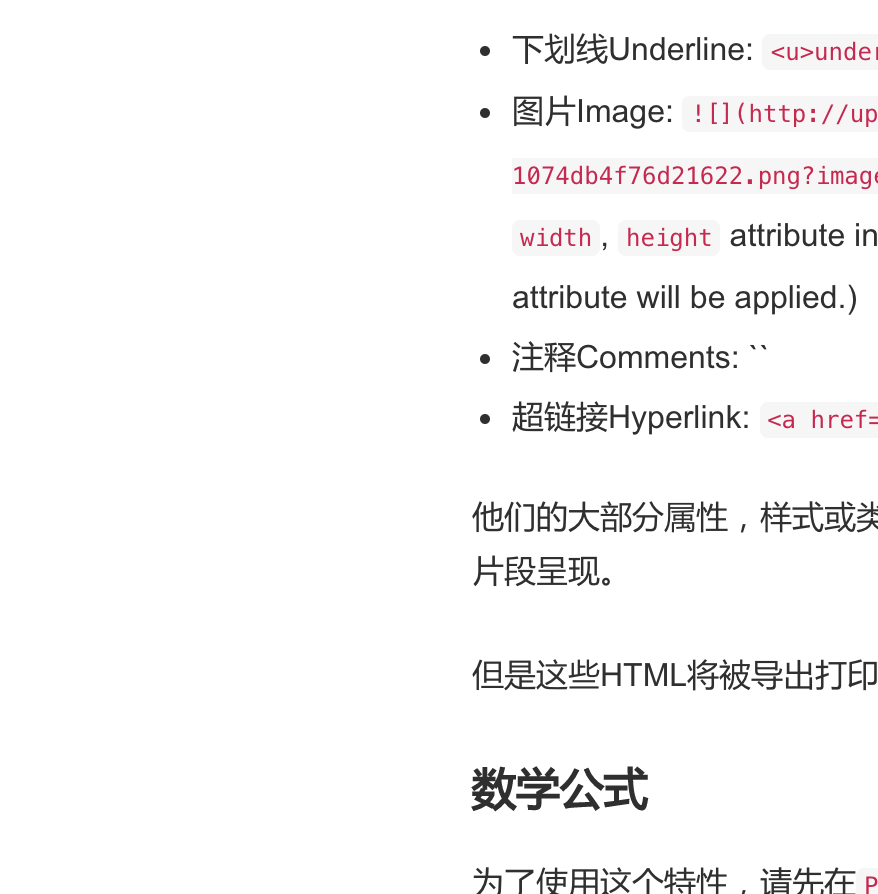 • 下划线Underline: <u>under
• 图片Image: ![](http://up
1074db4f76d21622.png?image
width, height attribute in
attribute will be applied.)
• 注释Comments: ``
• 超链接Hyperlink: <a href=
他们的大部分属性，样式或类
片段呈现。
但是这些HTML将被导出打印
数学公式
为了使用这个特性，请先在P